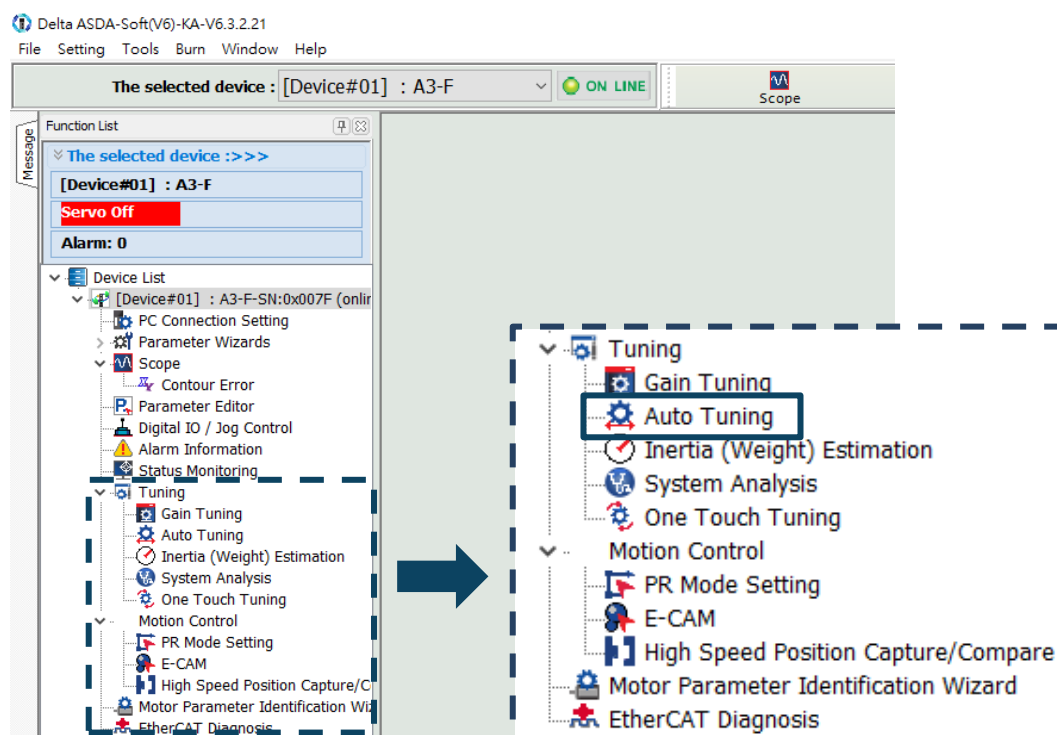 Delta ASDA-Soft(V6)-KA-V6.3.2.21
File Setting Tools Burn Window Help
The selected device : [Device#01] : A3-F ON LINE
Scope
Message
Function List
The selected device :>>>
[Device#01] : A3-F
Servo Off
Alarm: 0
Device List
[Device#01] : A3-F-SN:0x007F (onlin
PC Connection Setting
Parameter Wizards
Scope
Contour Error
Parameter Editor
Digital IO / Jog Control
Alarm Information
Status Monitoring
Tuning
Gain Tuning
Auto Tuning
Inertia (Weight) Estimation
System Analysis
One Touch Tuning
Motion Control
PR Mode Setting
E-CAM
High Speed Position Capture/C
Motor Parameter Identification Wiz
EtherCAT Diagnosis
Tuning
Gain Tuning
Auto Tuning
Inertia (Weight) Estimation
System Analysis
One Touch Tuning
Motion Control
PR Mode Setting
E-CAM
High Speed Position Capture/Compare
Motor Parameter Identification Wizard
EtherCAT Diagnosis